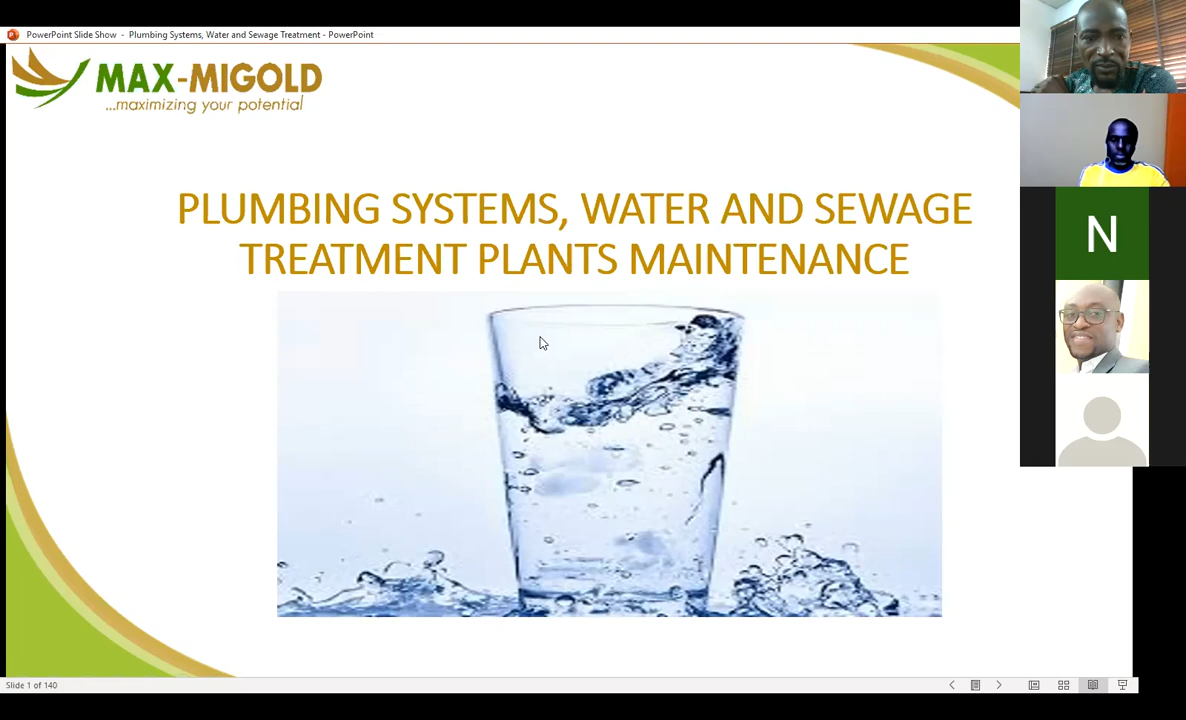 PowerPoint Slide Show - Plumbing Systems, Water and Sewage Treatment - PowerPoint
MAX-MIGOLD
...maximizing your potential
PLUMBING SYSTEMS, WATER AND SEWAGE
TREATMENT PLANTS MAINTENANCE
N
Slide 1 of 140